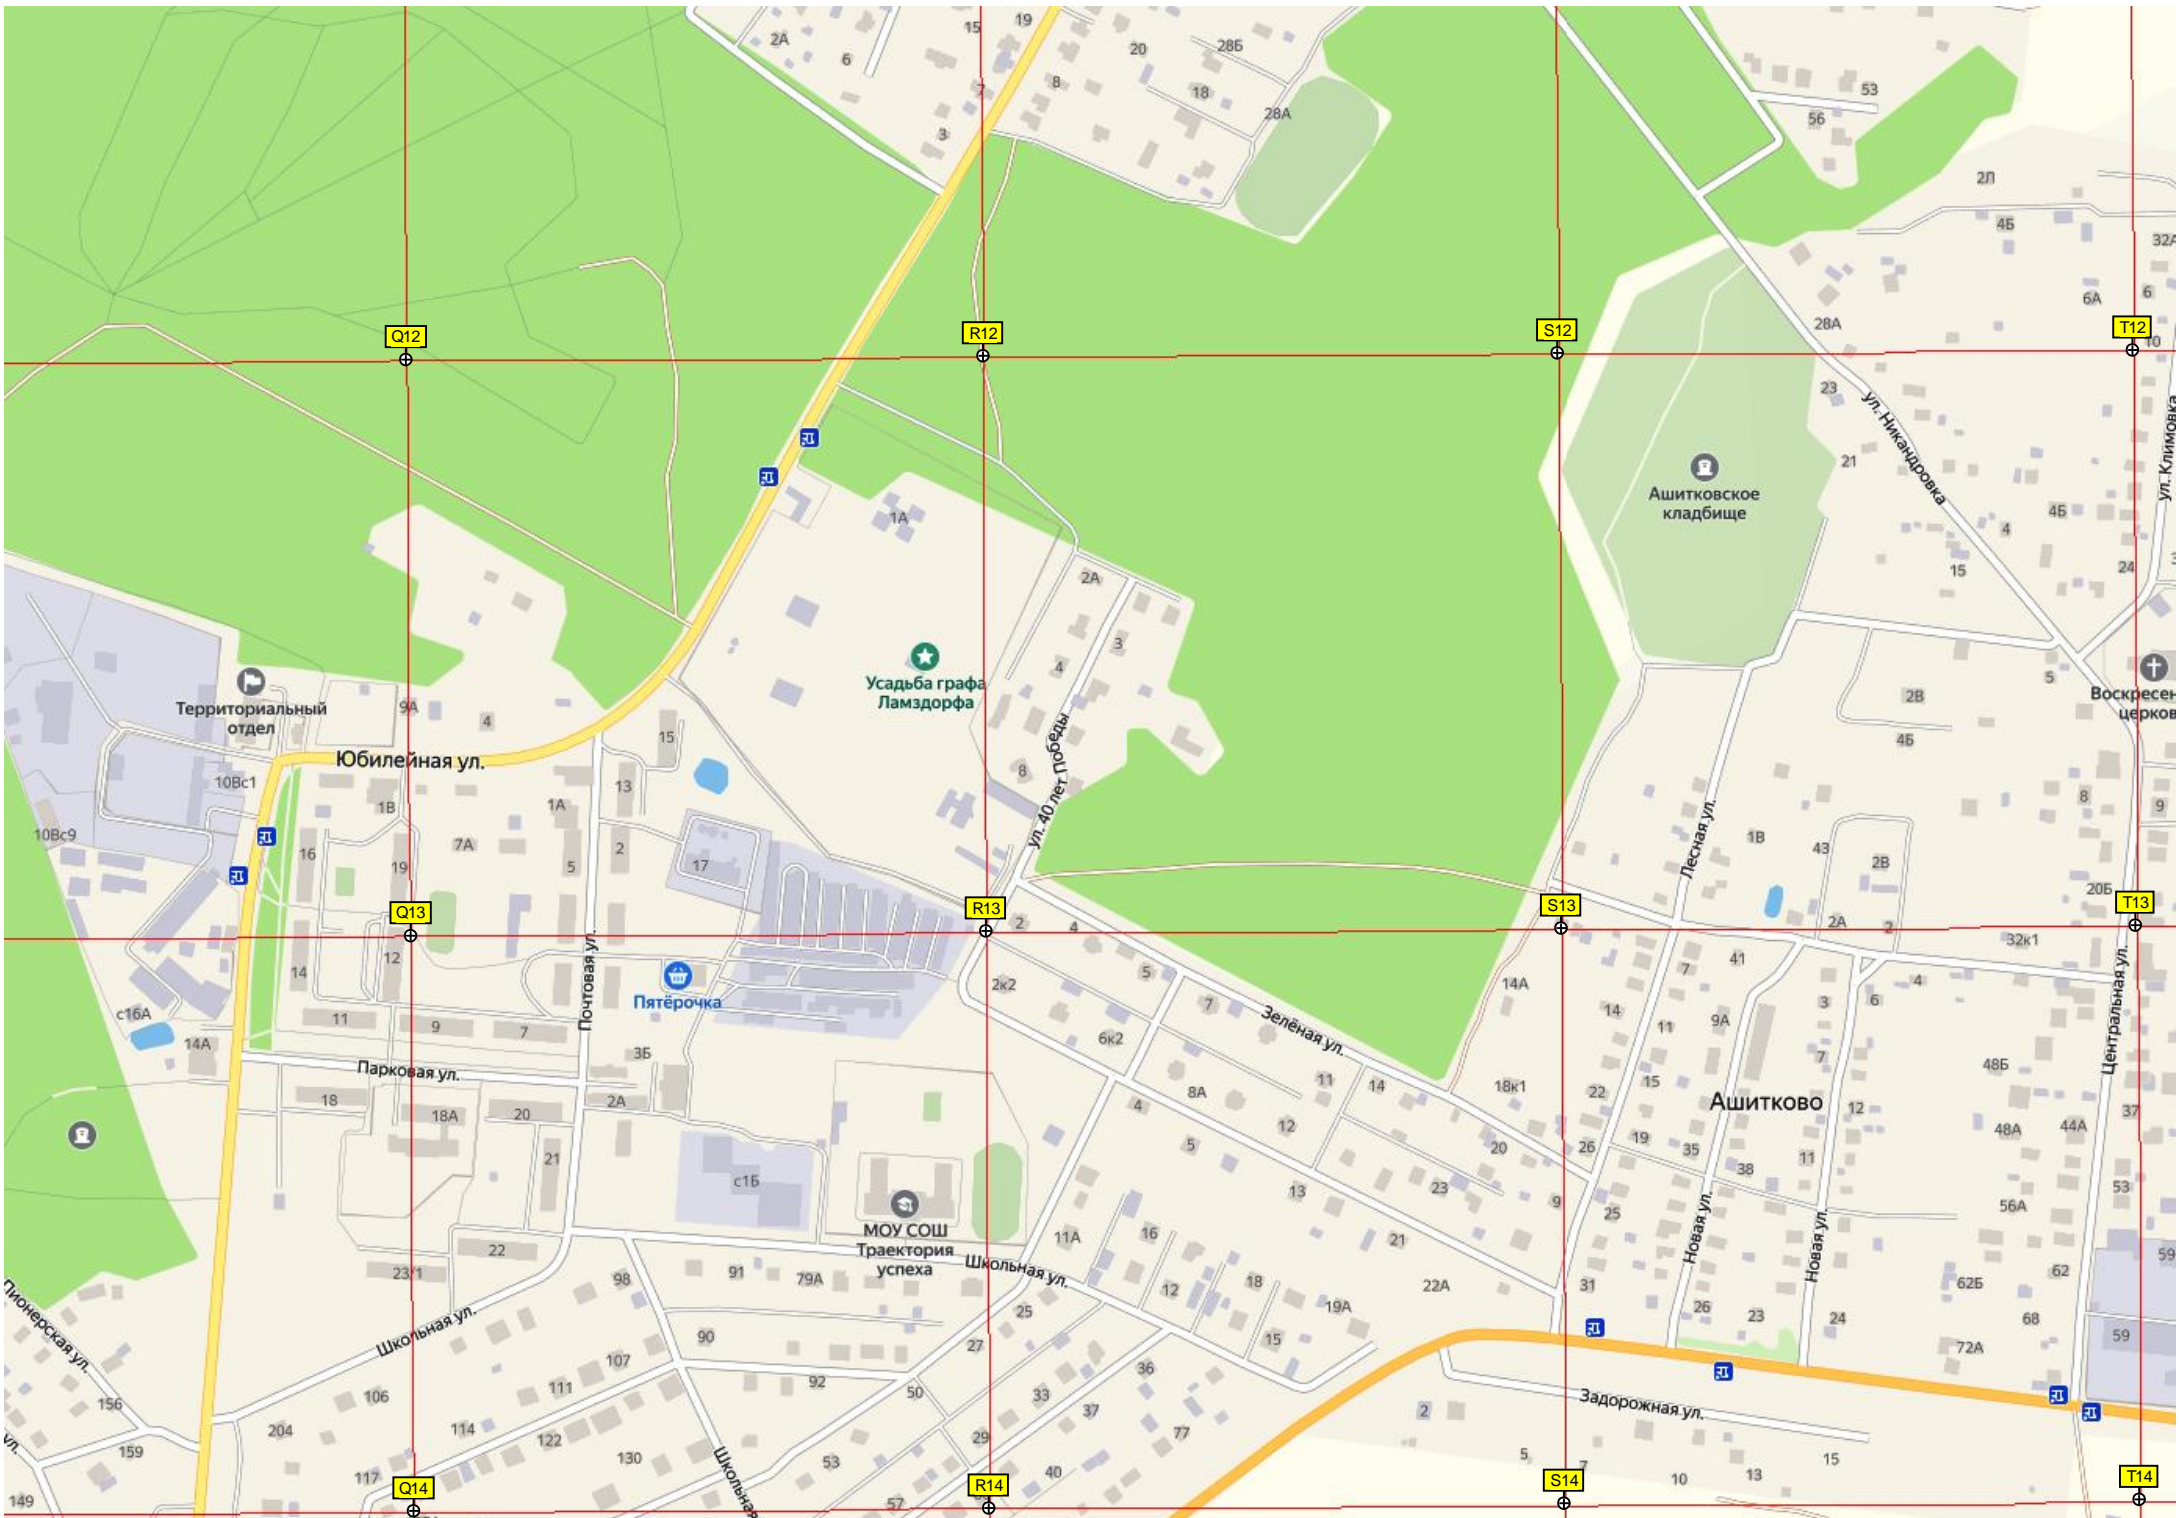 15
19
2А
6
20
28Б
7
8
18
28А
3
53
56
2Л
4Б
32А
6А
6
28А
Q12
R12
S12
T12
10
23
ул. Никандровка
ул. Климовка
21
Ашитковское
кладбище
1А
4Б
4
15
24
2А
3
4
5
Усадьба графа
Ламздорфа
Воскресен
церков
Территориальный
отдел
9А
4
2В
4Б
Юбилейная ул.
15
ул. 40 лет Победы
8
10Вс1
13
1В
1А
8
9
Лесная ул.
10Вс9
16
7А
2
1В
43
2В
19
5
17
20Б
Q13
R13
S13
T13
2
4
2А
2
32к1
14
12
Почтовая ул.
Пятёрочка
2к2
5
7
14А
7
41
4
6
3
Центральная ул.
с16А
11
9
7
14
11
9А
14А
3Б
6к2
Зелёная ул.
7
48Б
Парковая ул.
11
14
18к1
15
22
Ашитково
12
37
18
18А
20
2А
4
8А
12
48А
44А
21
5
20
26
19
35
38
11
с1Б
13
23
9
25
53
56А
МОУ СОШ
Траектория
успеха
Школьная ул.
11А
16
21
Новая ул.
Новая ул.
59
22
23/1
98
91
79А
12
18
22А
31
62Б
62
Пионерская ул.
Школьная ул.
25
19А
26
23
24
68
59
90
27
15
72А
107
36
106
111
92
50
33
37
2
Задорожная ул.
156
204
114
122
29
77
159
ул.
130
53
40
5
7
10
13
15
117
Школьная
149
57
Q14
R14
S14
T14